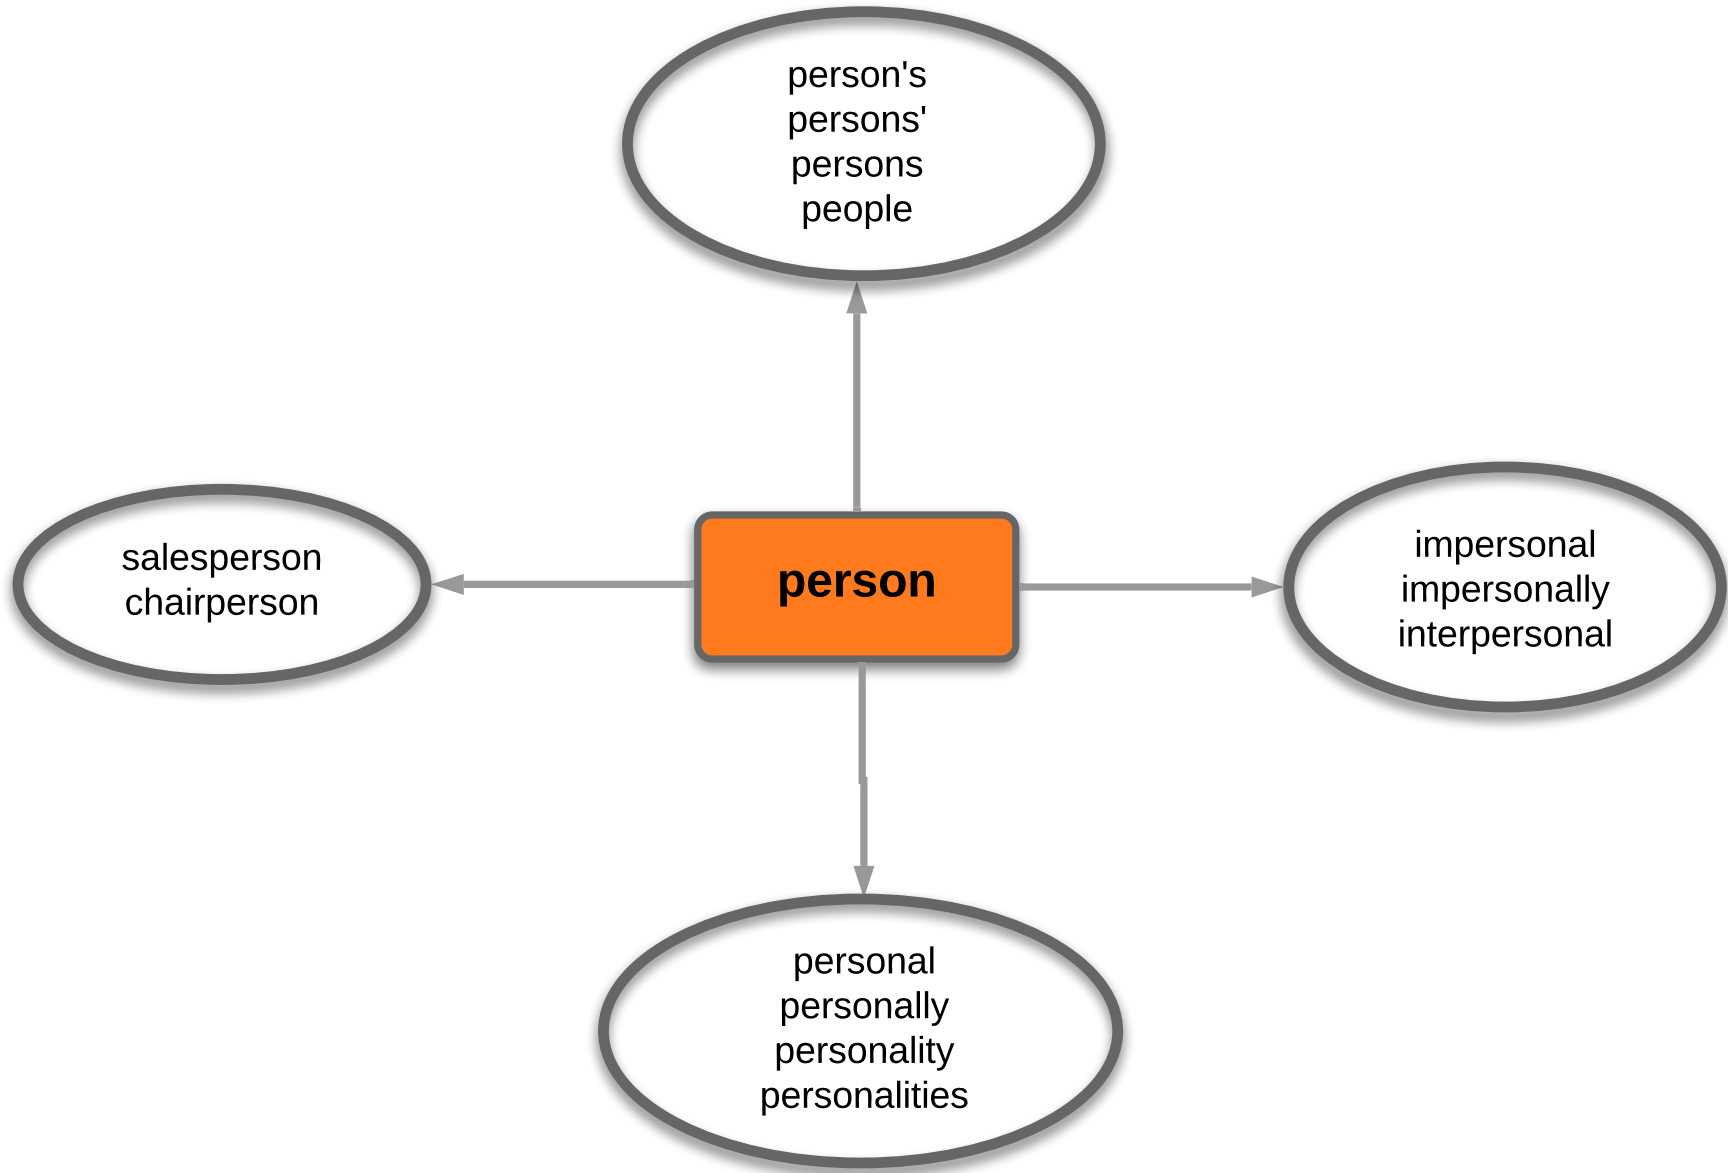 person's
persons'
persons
people
salesperson
chairperson
person
impersonal
impersonally
interpersonal
personal
personally
personality
personalities